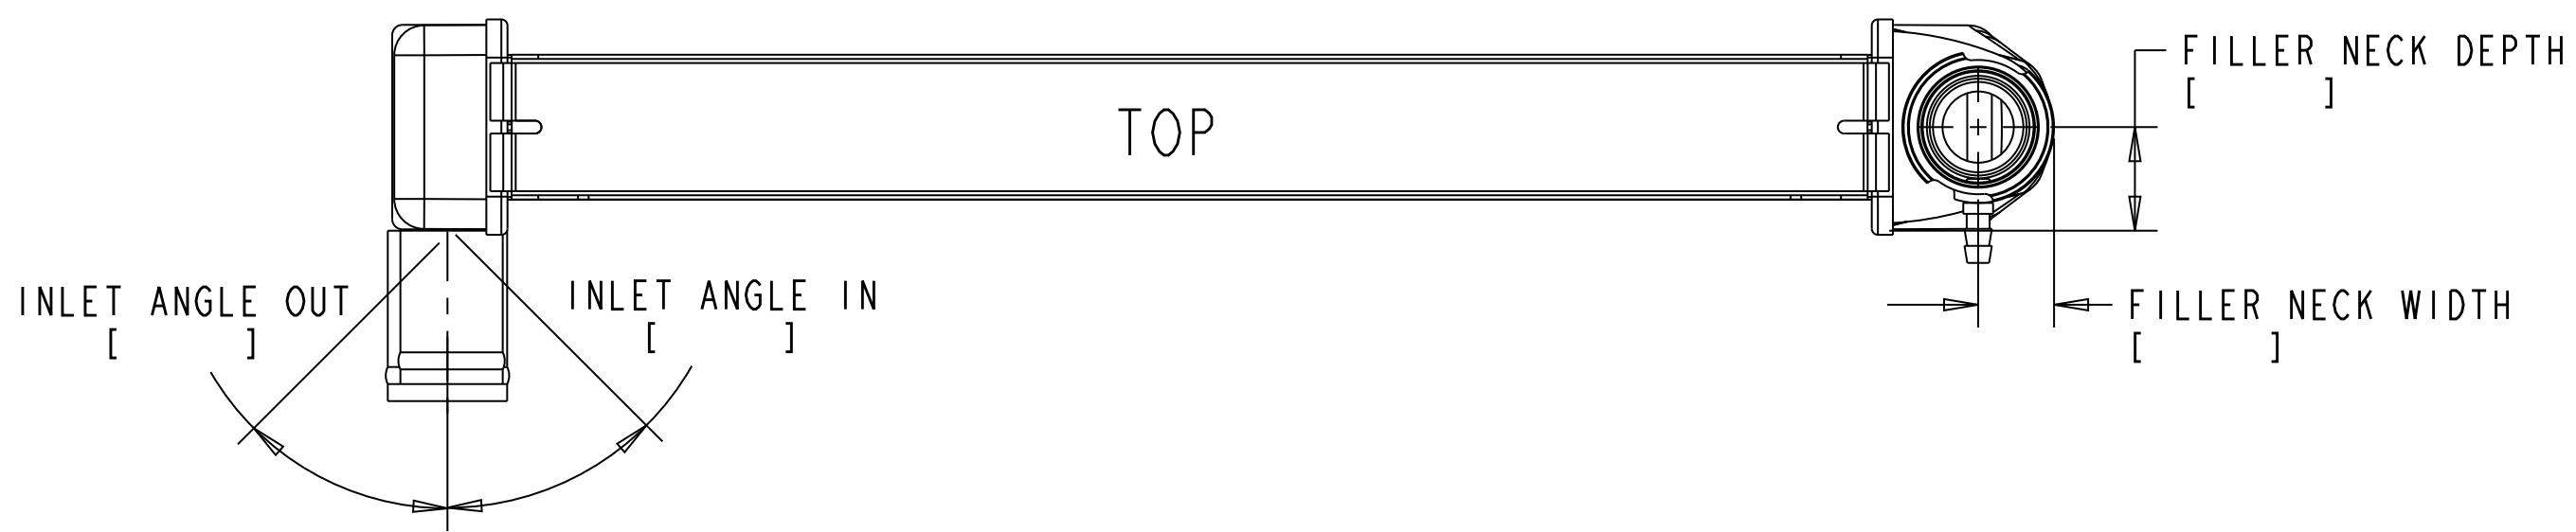 FILLER NECK DEPTH
[ ]
TOP
INLET ANGLE OUT
[ ]
INLET ANGLE IN
[ ]
FILLER NECK WIDTH
[ ]